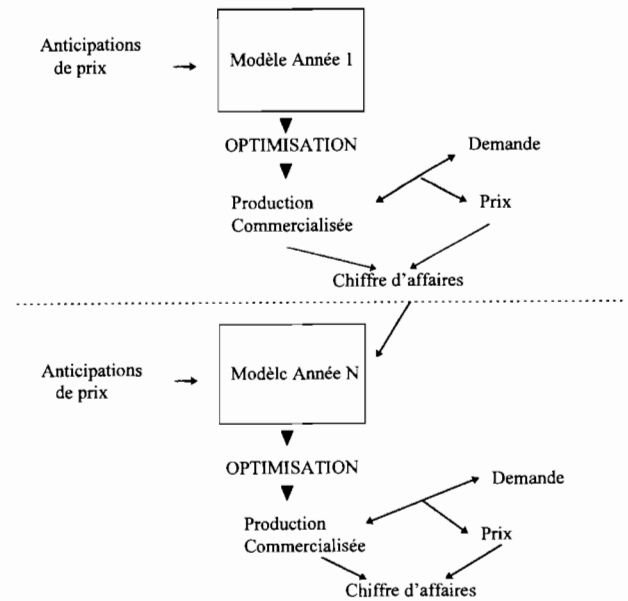 Anticipations
de prix
Modèle Année 1
OPTIMISATION
Demande
Production
Commercialisée
Prix
Chiffre d'affaires
Anticipations
de prix
Modèle Année N
OPTIMISATION
Demande
Production
Commercialisée
Prix
Chiffre d'affaires